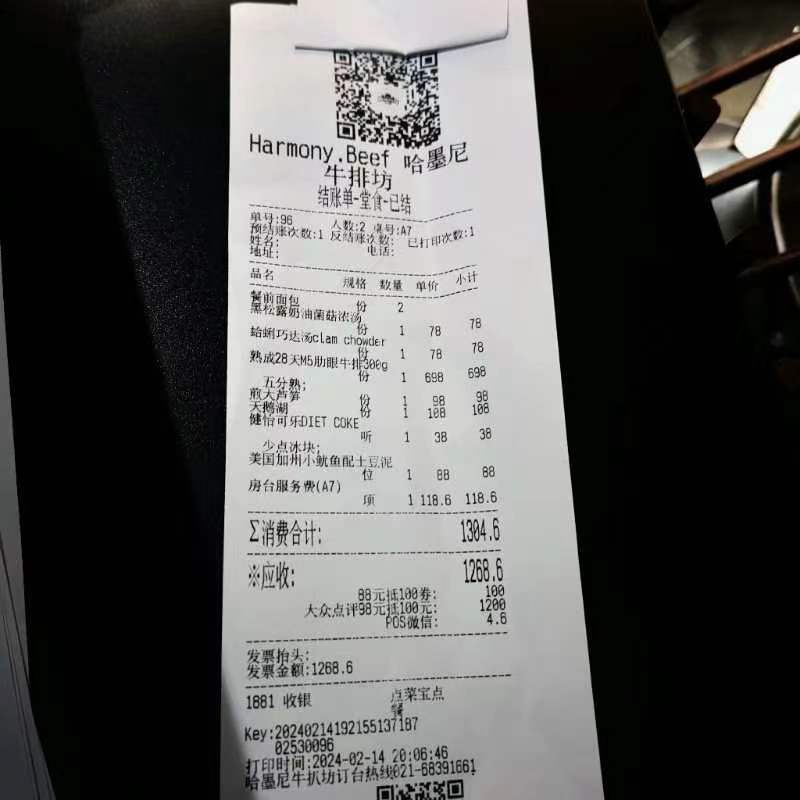 Harmony.Beef 哈墨尼
牛排坊
结账单-堂食-已结
单号:96 人数:2 桌号:A7
预结账次数:1 反结账次数: 已打印次数:1
姓名: 电话:
地址:
品名 规格 数量 单价 小计
餐前面包
份 2
黑松露奶油菌菇浓汤
份 1 78 78
蛤蜊巧达汤clam chowder
份 1 78 78
熟成28天M5肋眼牛排300g
份 1 698 698
五分熟;
煎大芦笋 份 1 98 98
天鹅湖 份 1 108 108
健怡可乐DIET COKE
听 1 38 38
少点冰块;
美国加州小鱿鱼配土豆泥
位 1 88 88
房台服务费(A7)
项 1 118.6 118.6
∑消费合计: 1304.6
※应收: 1268.6
88元抵100券: 100
大众点评98元抵100元: 1200
POS微信: 4.6
发票抬头:
发票金额:1268.6
1881 收银 点菜宝点
餐
Key:20240214192155137187
02530096
打印时间:2024-02-14 20:06:46
哈墨尼牛扒坊订台热线021-68391661